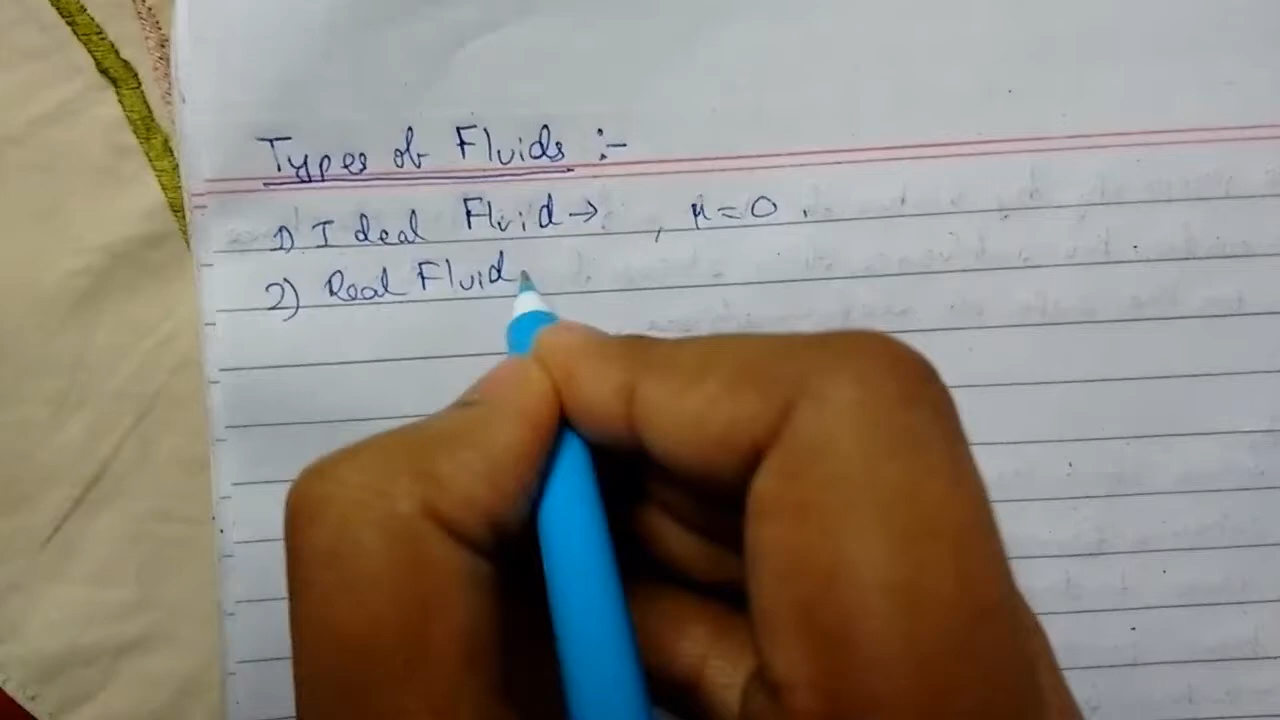 Types of Fluids :-
1) Ideal Fluid → , μ = 0 .
2) Real Fluid